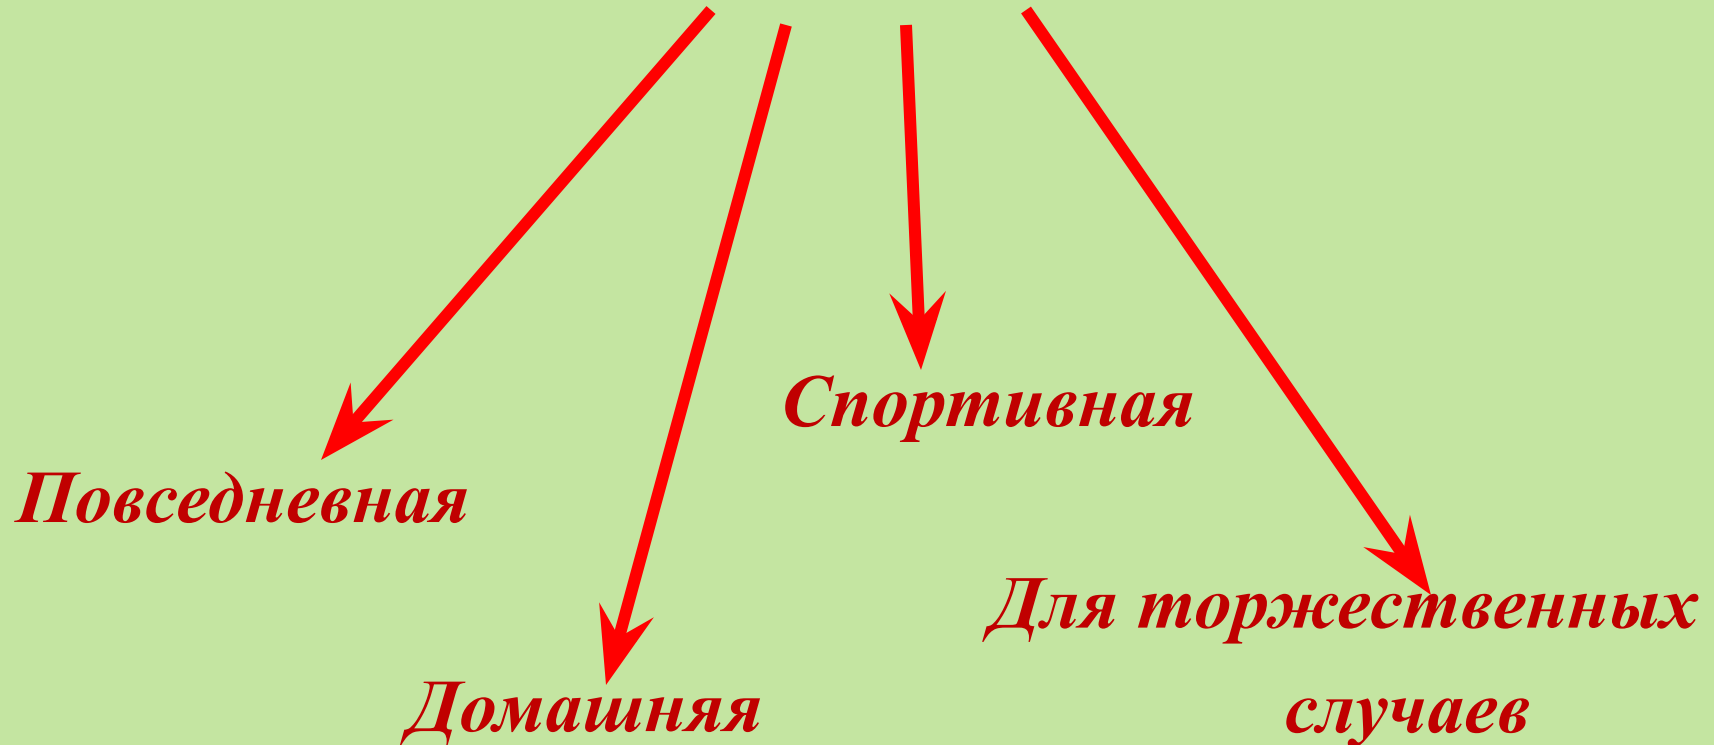 Спортивная
Повседневная
Для торжественных
случаев
Домашняя